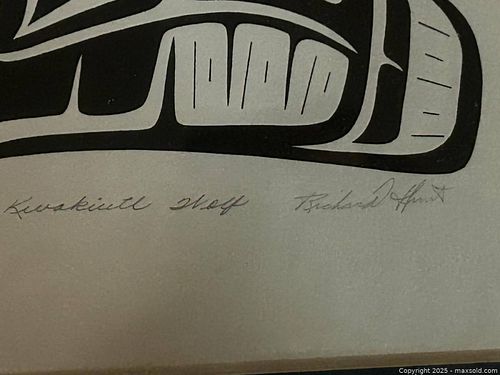 Kwakiutl Wolf Richard Hunt
Copyright 2025 - maxsold.com